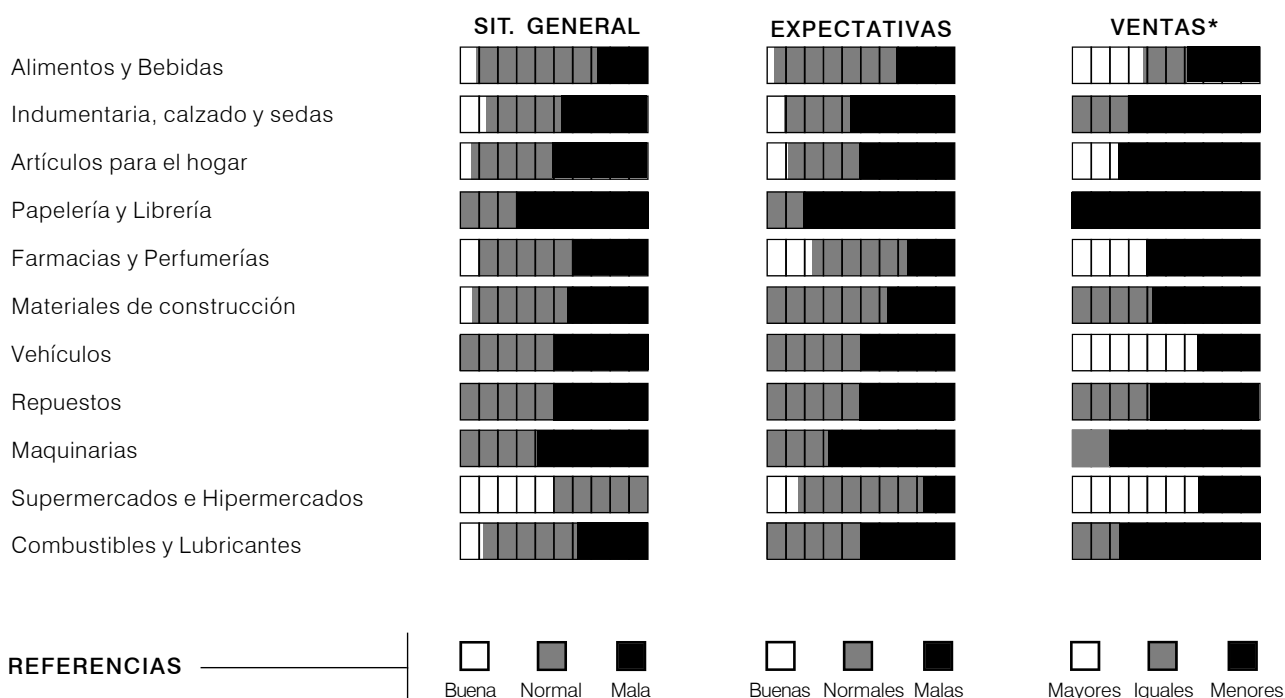 SIT. GENERAL EXPECTATIVAS VENTAS*
Alimentos y Bebidas
Indumentaria, calzado y sedas
Artículos para el hogar
Papelería y Librería
Farmacias y Perfumerías
Materiales de construcción
Vehículos
Repuestos
Maquinarias
Supermercados e Hipermercados
Combustibles y Lubricantes
REFERENCIAS
Buena Normal Mala Buenas Normales Malas Mayores Iguales Menores